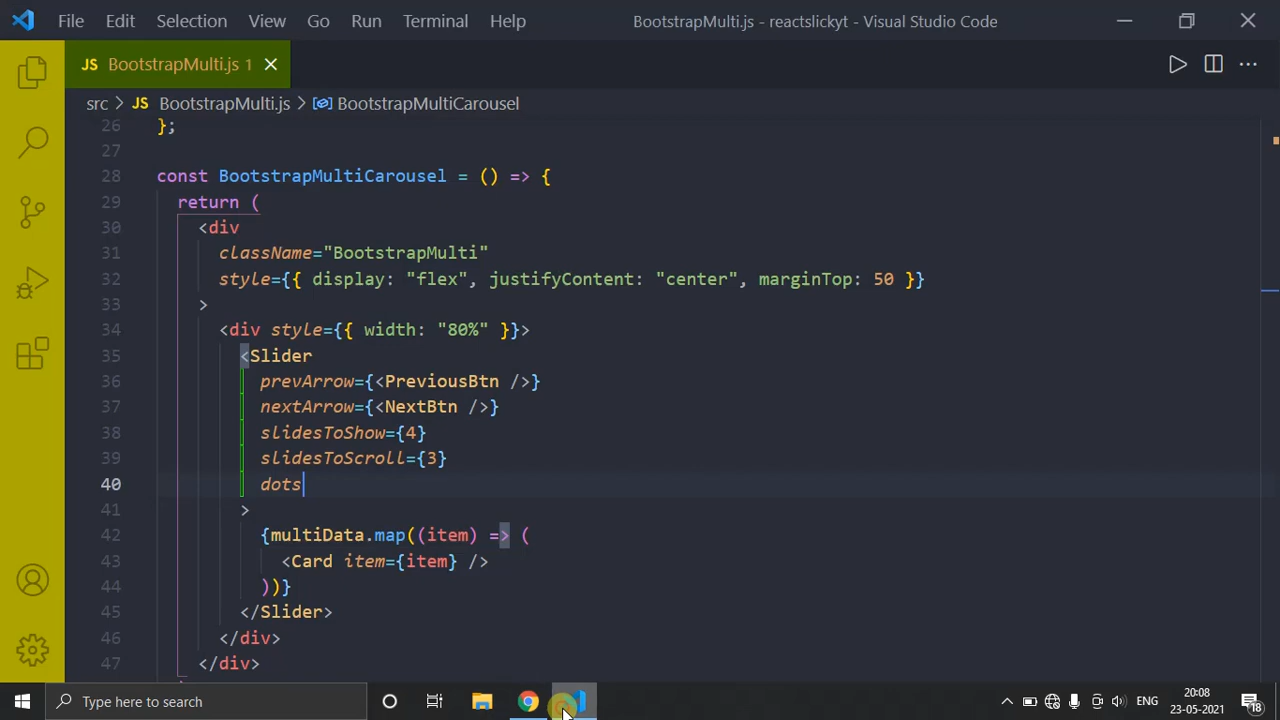 File Edit Selection View Go Run Terminal Help BootstrapMulti.js - reactslickyt - Visual Studio Code
JS BootstrapMulti.js 1
src > JS BootstrapMulti.js > BootstrapMultiCarousel
26 };
27
28 const BootstrapMultiCarousel = () => {
29 return (
30 <div
31 className="BootstrapMulti"
32 style={{ display: "flex", justifyContent: "center", marginTop: 50 }}
33 >
34 <div style={{ width: "80%" }}>
35 <Slider
36 prevArrow={<PreviousBtn />}
37 nextArrow={<NextBtn />}
38 slidesToShow={4}
39 slidesToScroll={3}
40 dots
41 >
42 {multiData.map((item) => (
43 <Card item={item} />
44 ))}
45 </Slider>
46 </div>
47 </div>
Type here to search
ENG
20:08
23-05-2021
18